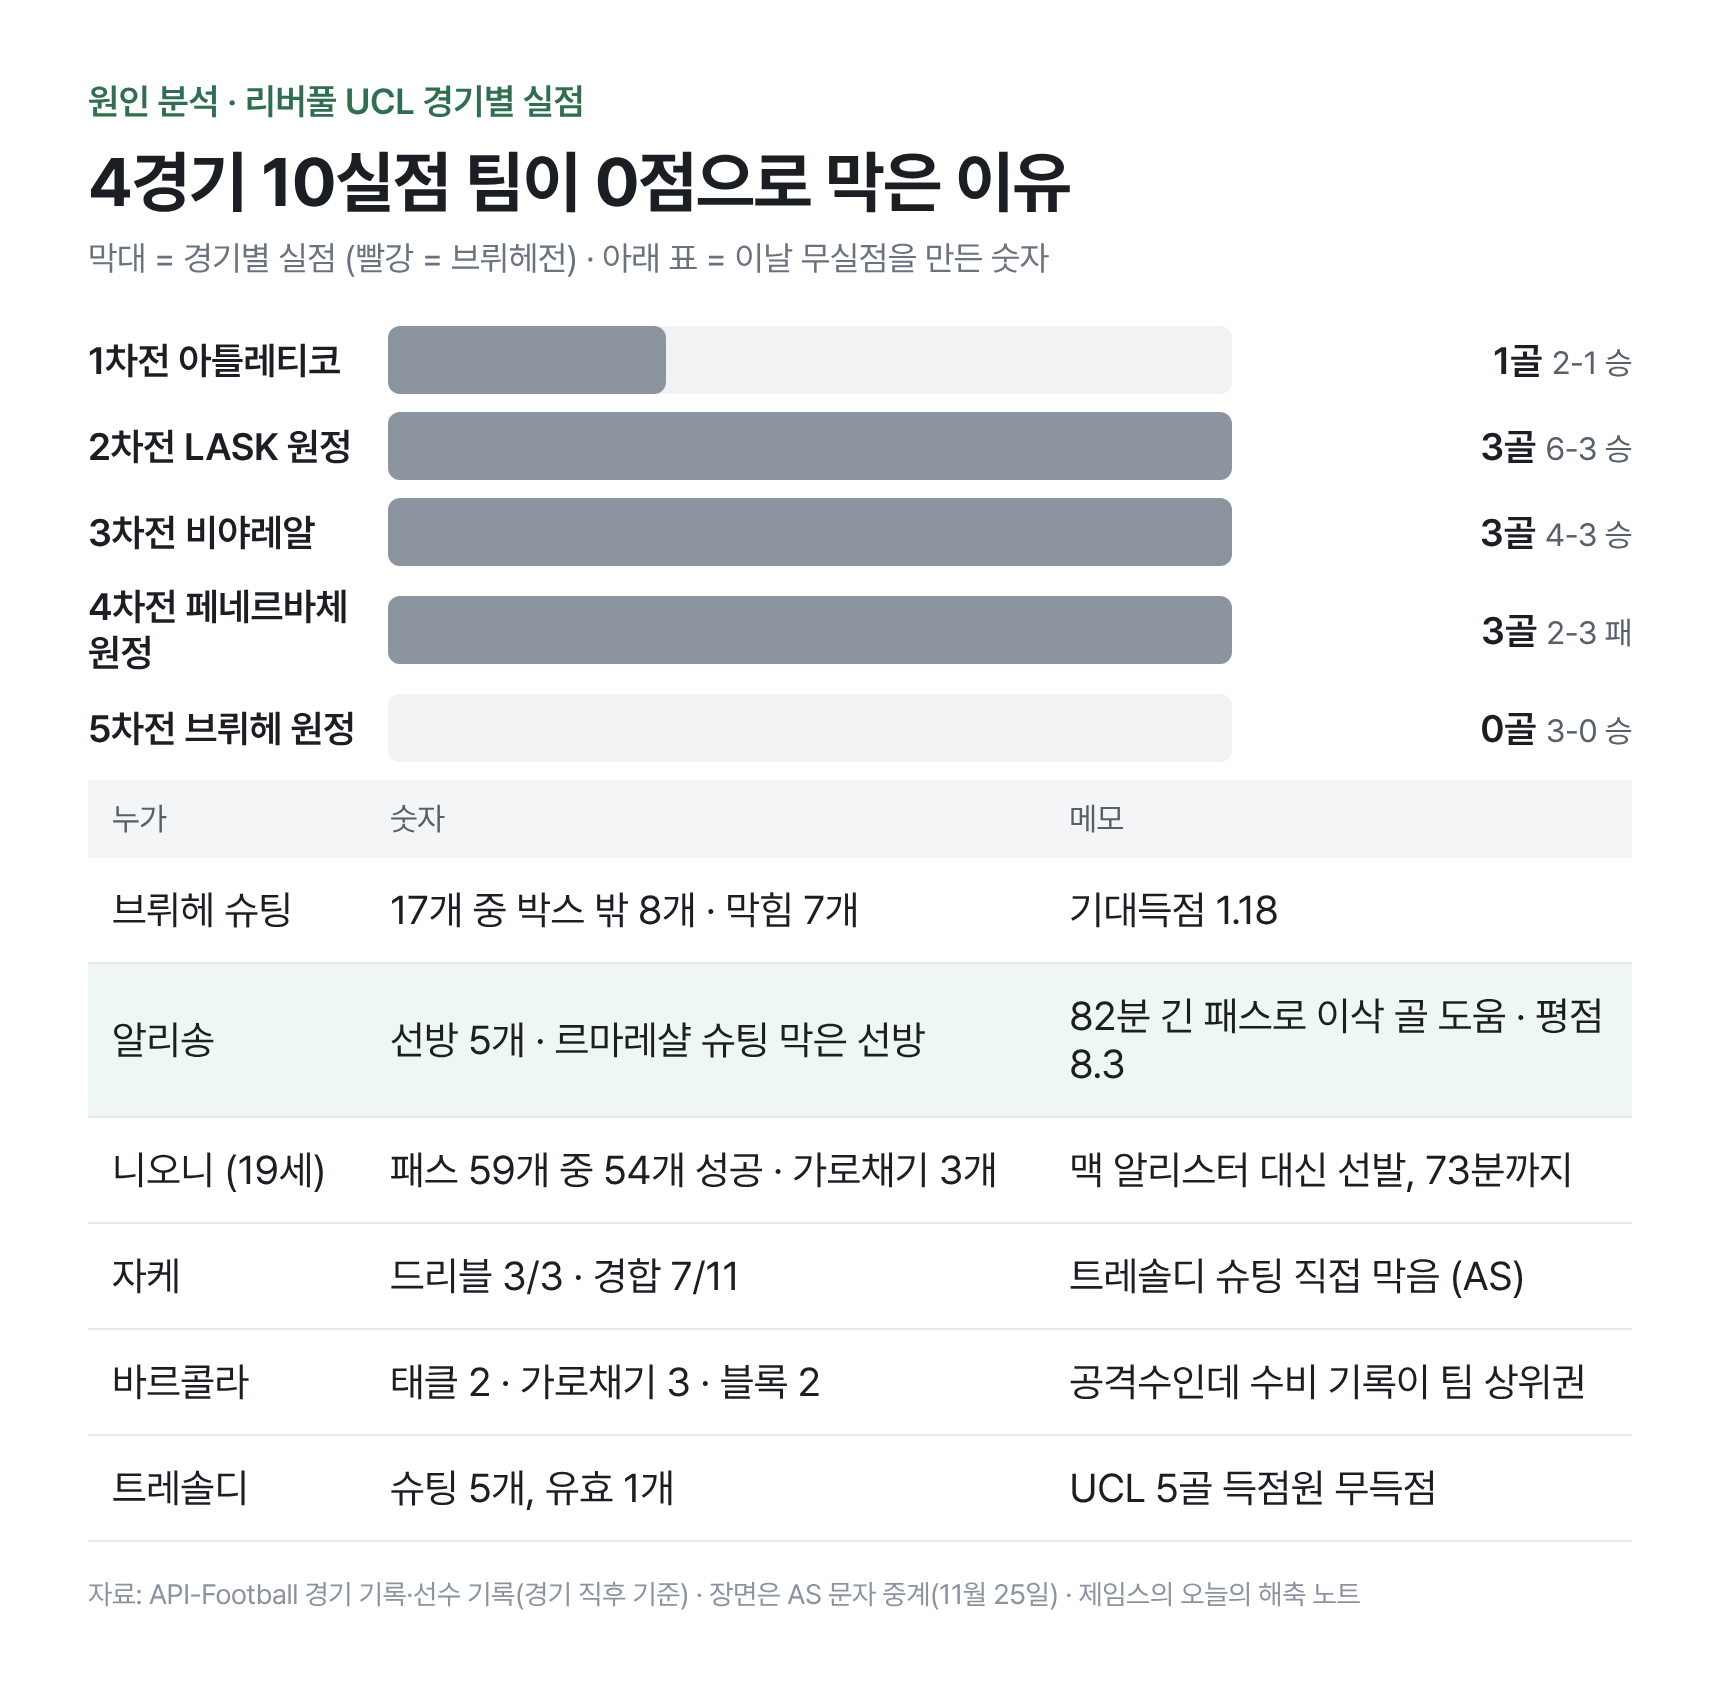 원인 분석 · 리버풀 UCL 경기별 실점
4경기 10실점 팀이 0점으로 막은 이유
막대 = 경기별 실점 (빨강 = 브뤼헤전) · 아래 표 = 이날 무실점을 만든 숫자
1차전 아틀레티코 1골 2-1 승
2차전 LASK 원정 3골 6-3 승
3차전 비야레알 3골 4-3 승
4차전 페네르바체
원정 3골 2-3 패
5차전 브뤼헤 원정 0골 3-0 승
누가 숫자 메모
브뤼헤 슈팅 17개 중 박스 밖 8개 · 막힘 7개 기대득점 1.18
알리송 선방 5개 · 르마레샬 슈팅 막은 선방 82분 긴 패스로 이삭 골 도움 · 평점
8.3
니오니 (19세) 패스 59개 중 54개 성공 · 가로채기 3개 맥 알리스터 대신 선발, 73분까지
자케 드리블 3/3 · 경합 7/11 트레솔디 슈팅 직접 막음 (AS)
바르콜라 태클 2 · 가로채기 3 · 블록 2 공격수인데 수비 기록이 팀 상위권
트레솔디 슈팅 5개, 유효 1개 UCL 5골 득점원 무득점
자료: API-Football 경기 기록·선수 기록(경기 직후 기준) · 장면은 AS 문자 중계(11월 25일) · 제임스의 오늘의 해축 노트